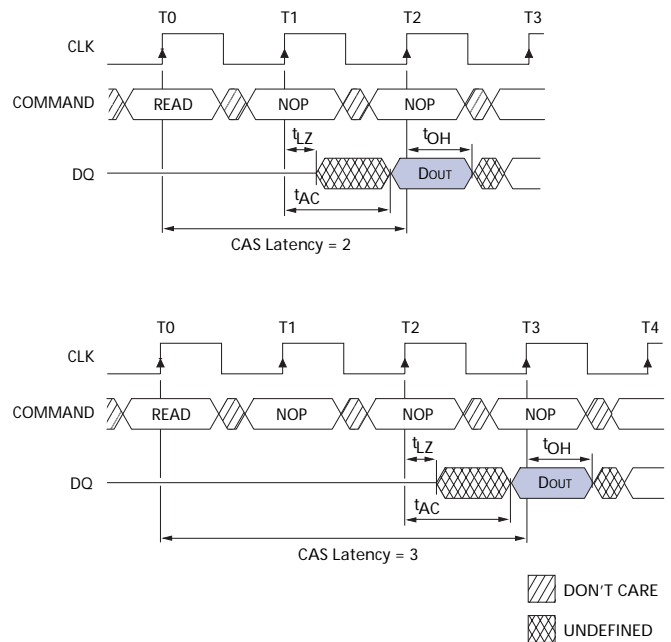 T0 T1 T2 T3
CLK
COMMAND READ NOP NOP
tLZ tOH
DQ DOUT
tAC
CAS Latency = 2
T0 T1 T2 T3 T4
CLK
COMMAND READ NOP NOP NOP
tLZ tOH
DQ DOUT
tAC
CAS Latency = 3
DON'T CARE
UNDEFINED